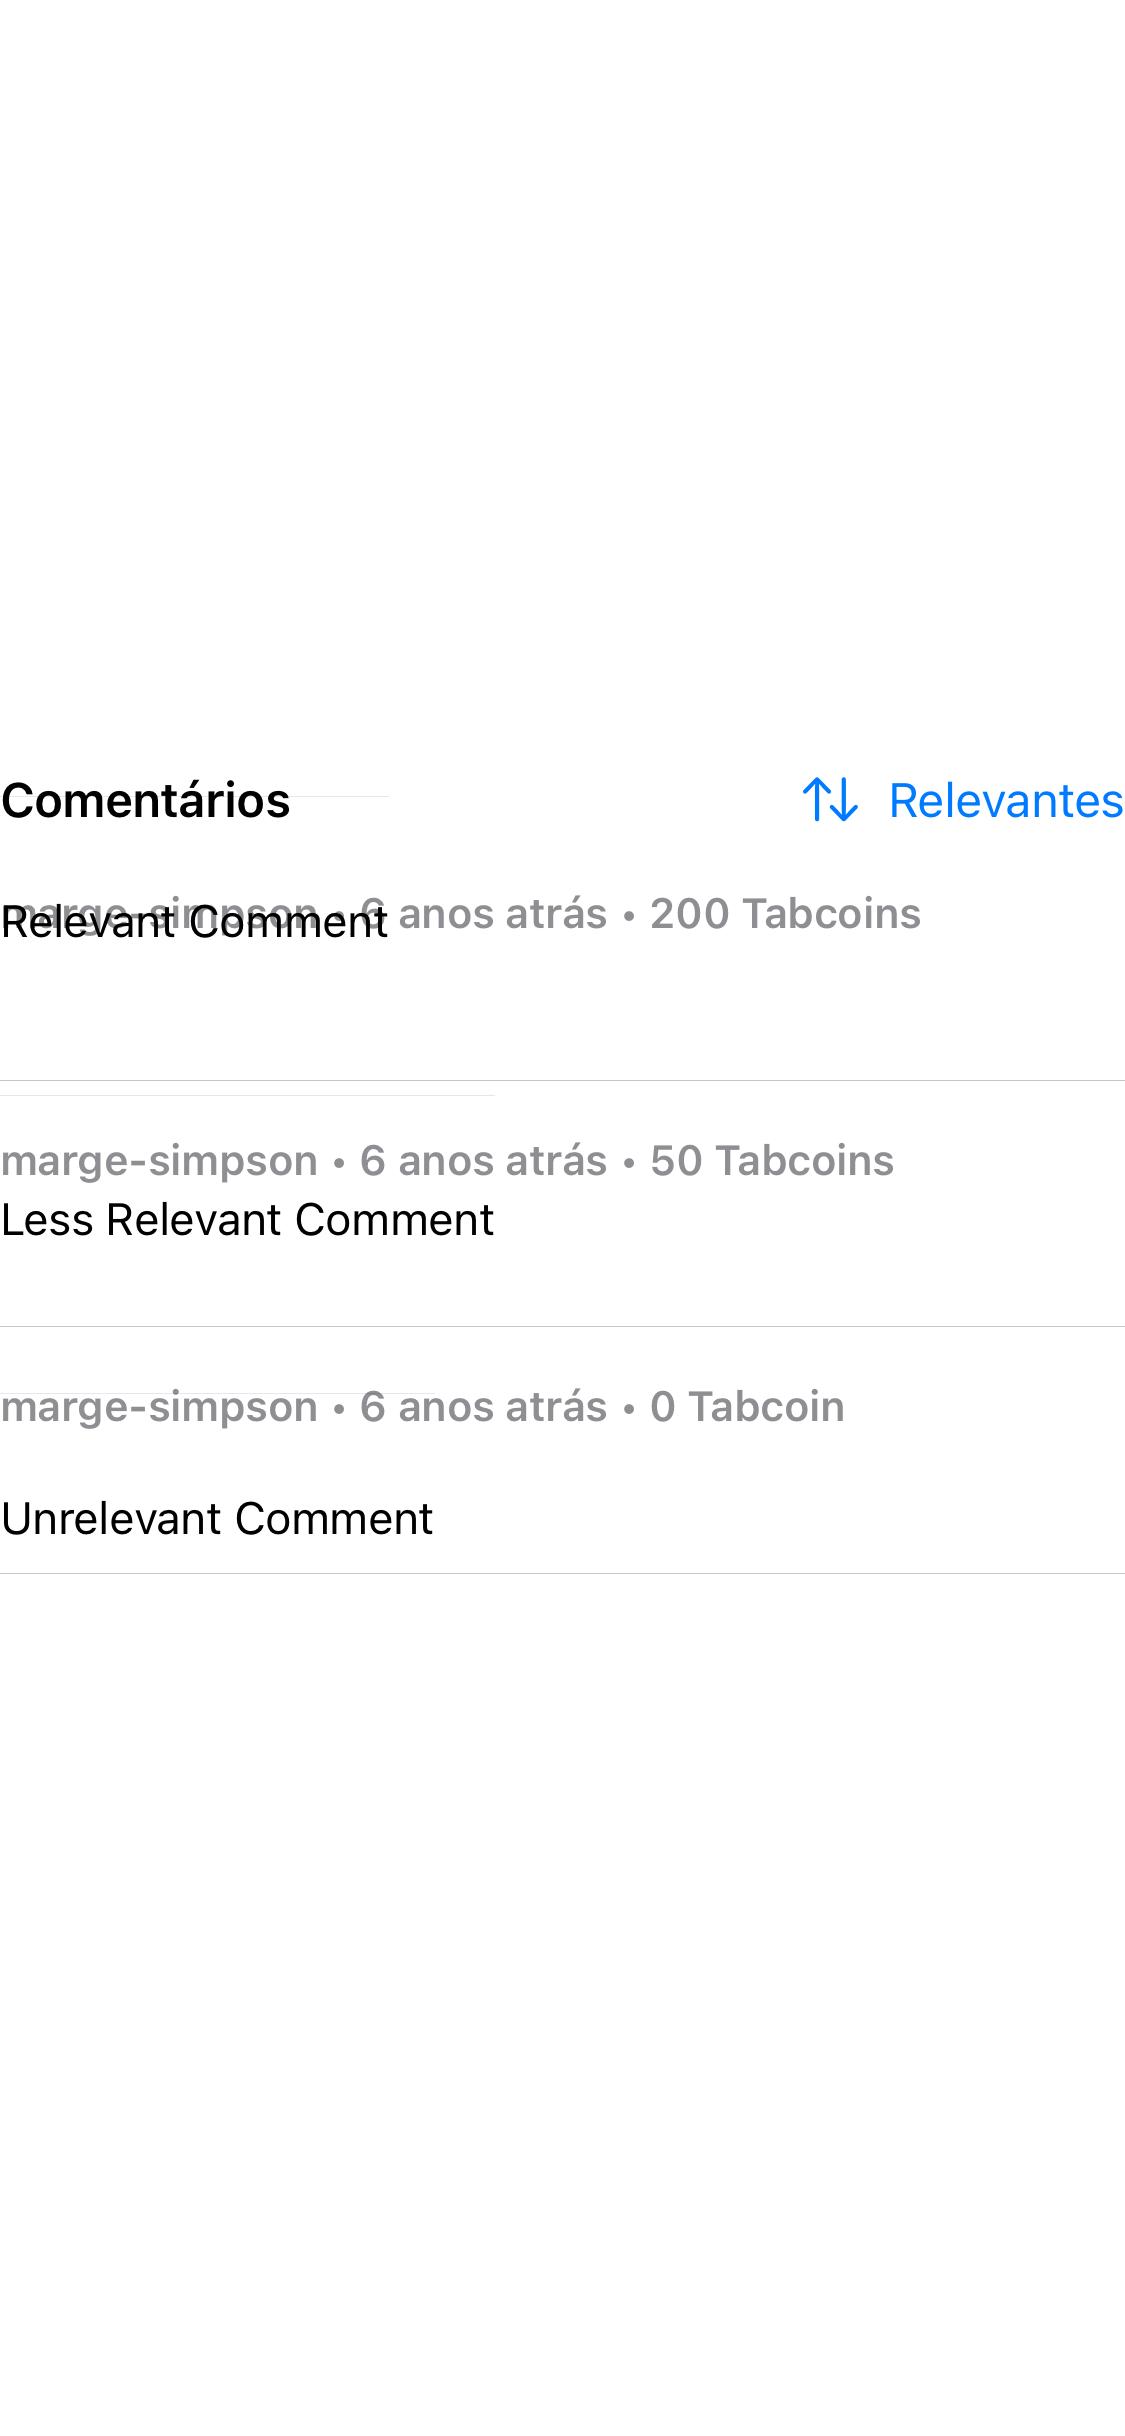 Comentários Relevantes
marge-simpson • 6 anos atrás • 200 Tabcoins
Relevant Comment
marge-simpson • 6 anos atrás • 50 Tabcoins
Less Relevant Comment
marge-simpson • 6 anos atrás • 0 Tabcoin
Unrelevant Comment